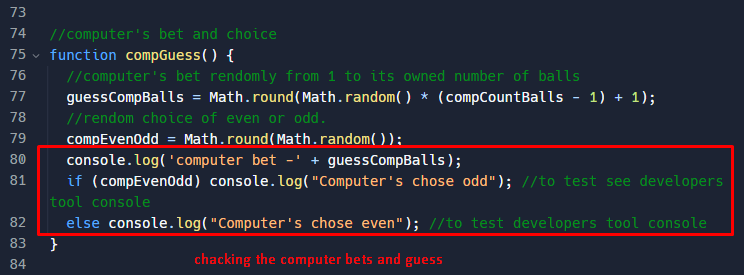 73
74 //computer's bet and choice
75 function compGuess() {
76 //computer's bet rendomly from 1 to its owned number of balls
77 guessCompBalls = Math.round(Math.random() * (compCountBalls - 1) + 1);
78 //rendom choice of even or odd.
79 compEvenOdd = Math.round(Math.random());
80 console.log('computer bet -' + guessCompBalls);
81 if (compEvenOdd) console.log("Computer's chose odd"); //to test see developers
tool console
82 else console.log("Computer's chose even"); //to test developers tool console
83 }
84
chacking the computer bets and guess